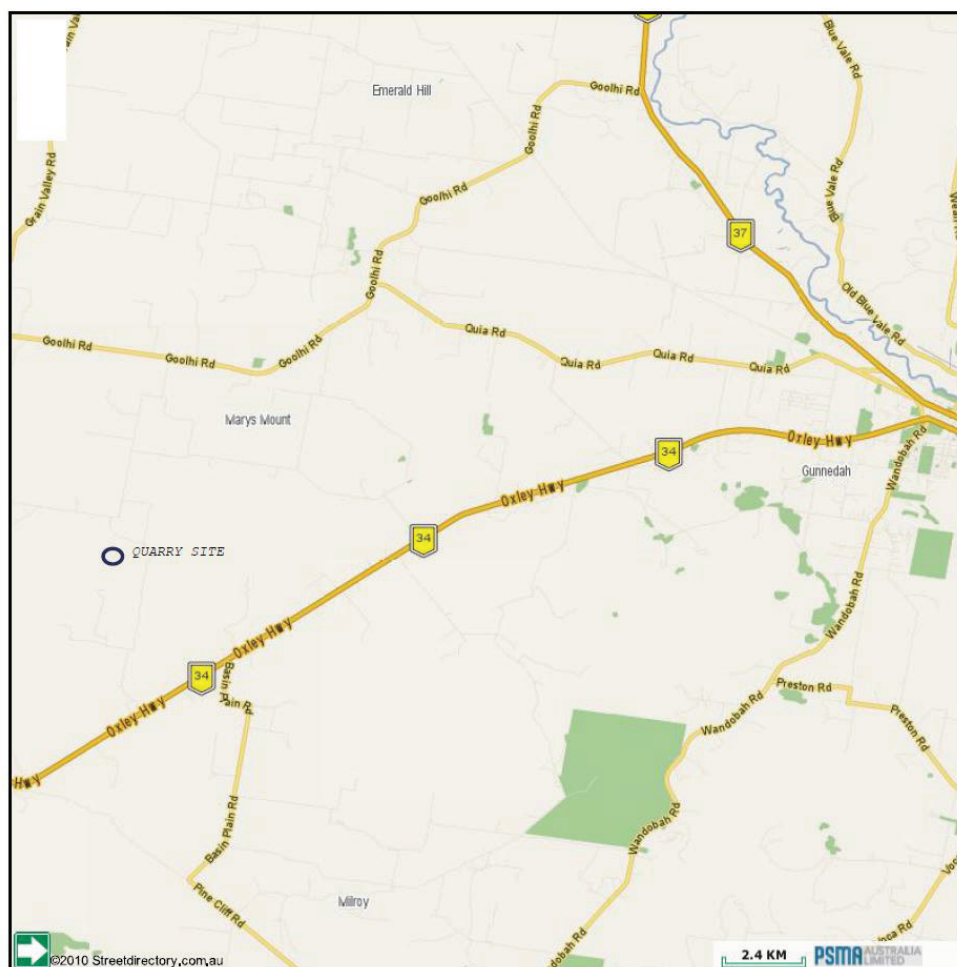 Blue Vale Rd
Goolhi Rd
Emerald Hill
Goolhi Rd
Blue Vale Rd
Grain Valley Rd
Goolhi Rd
37
Goolhi Rd
Old Blue Vale Rd
Quia Rd
Goolhi Rd
Goolhi Rd
Goolhi Rd
Quia Rd
Quia Rd
Quia Rd
Marys Mount
Oxley Hwy
Wandobah Rd
34
Gunnedah
Oxley Hwy
34
QUARRY SITE
Wandobah Rd
Oxley Hwy
34
Basin Plain Rd
Preston Rd
Oxley Hwy
Wandobah Rd
Preston Rd
Hwy
Basin Plain Rd
Wandobah Rd
Pine Cliff Rd
Milroy
©2010 Streetdirectory.com.au
2.4 KM
PSMA AUSTRALIA
LIMITED